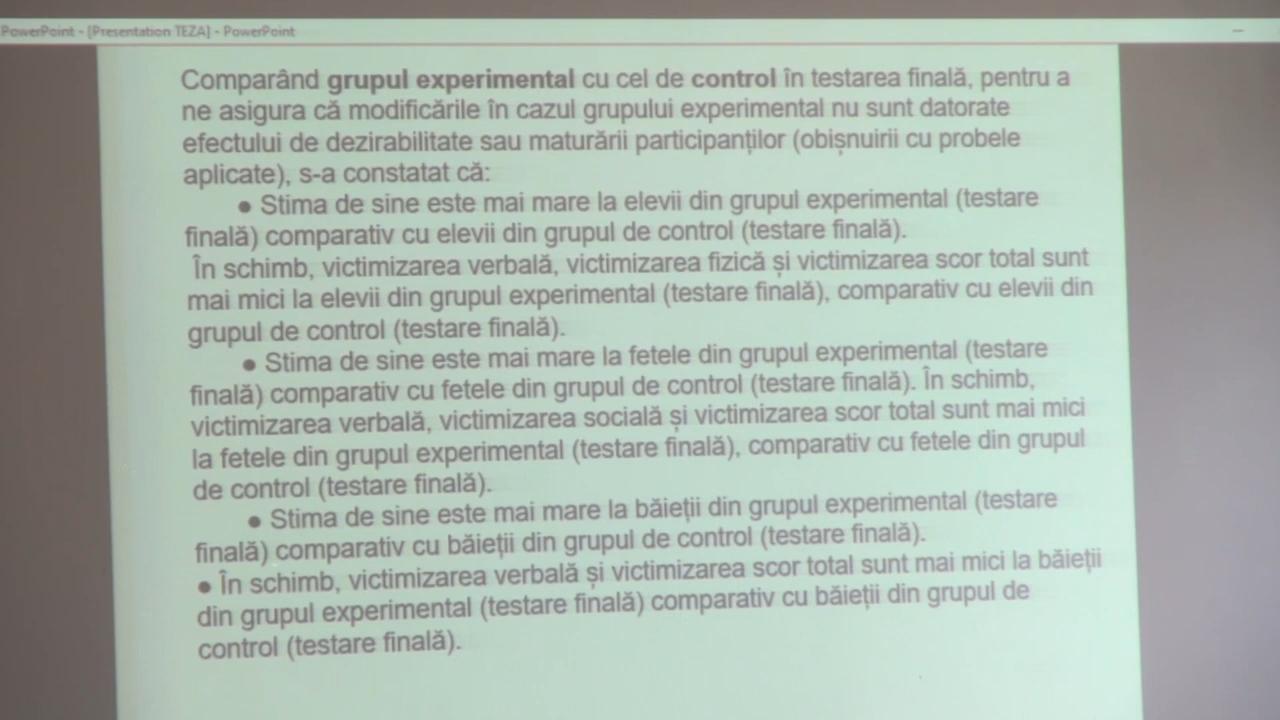 PowerPoint - [Presentation TEZA] - PowerPoint
Comparând grupul experimental cu cel de control în testarea finală, pentru a
ne asigura că modificările în cazul grupului experimental nu sunt datorate
efectului de dezirabilitate sau maturării participanților (obișnuirii cu probele
aplicate), s-a constatat că:
● Stima de sine este mai mare la elevii din grupul experimental (testare
finală) comparativ cu elevii din grupul de control (testare finală).
În schimb, victimizarea verbală, victimizarea fizică și victimizarea scor total sunt
mai mici la elevii din grupul experimental (testare finală), comparativ cu elevii din
grupul de control (testare finală).
● Stima de sine este mai mare la fetele din grupul experimental (testare
finală) comparativ cu fetele din grupul de control (testare finală). În schimb,
victimizarea verbală, victimizarea socială și victimizarea scor total sunt mai mici
la fetele din grupul experimental (testare finală), comparativ cu fetele din grupul
de control (testare finală).
● Stima de sine este mai mare la băieții din grupul experimental (testare
finală) comparativ cu băieții din grupul de control (testare finală).
● În schimb, victimizarea verbală și victimizarea scor total sunt mai mici la băieții
din grupul experimental (testare finală) comparativ cu băieții din grupul de
control (testare finală).